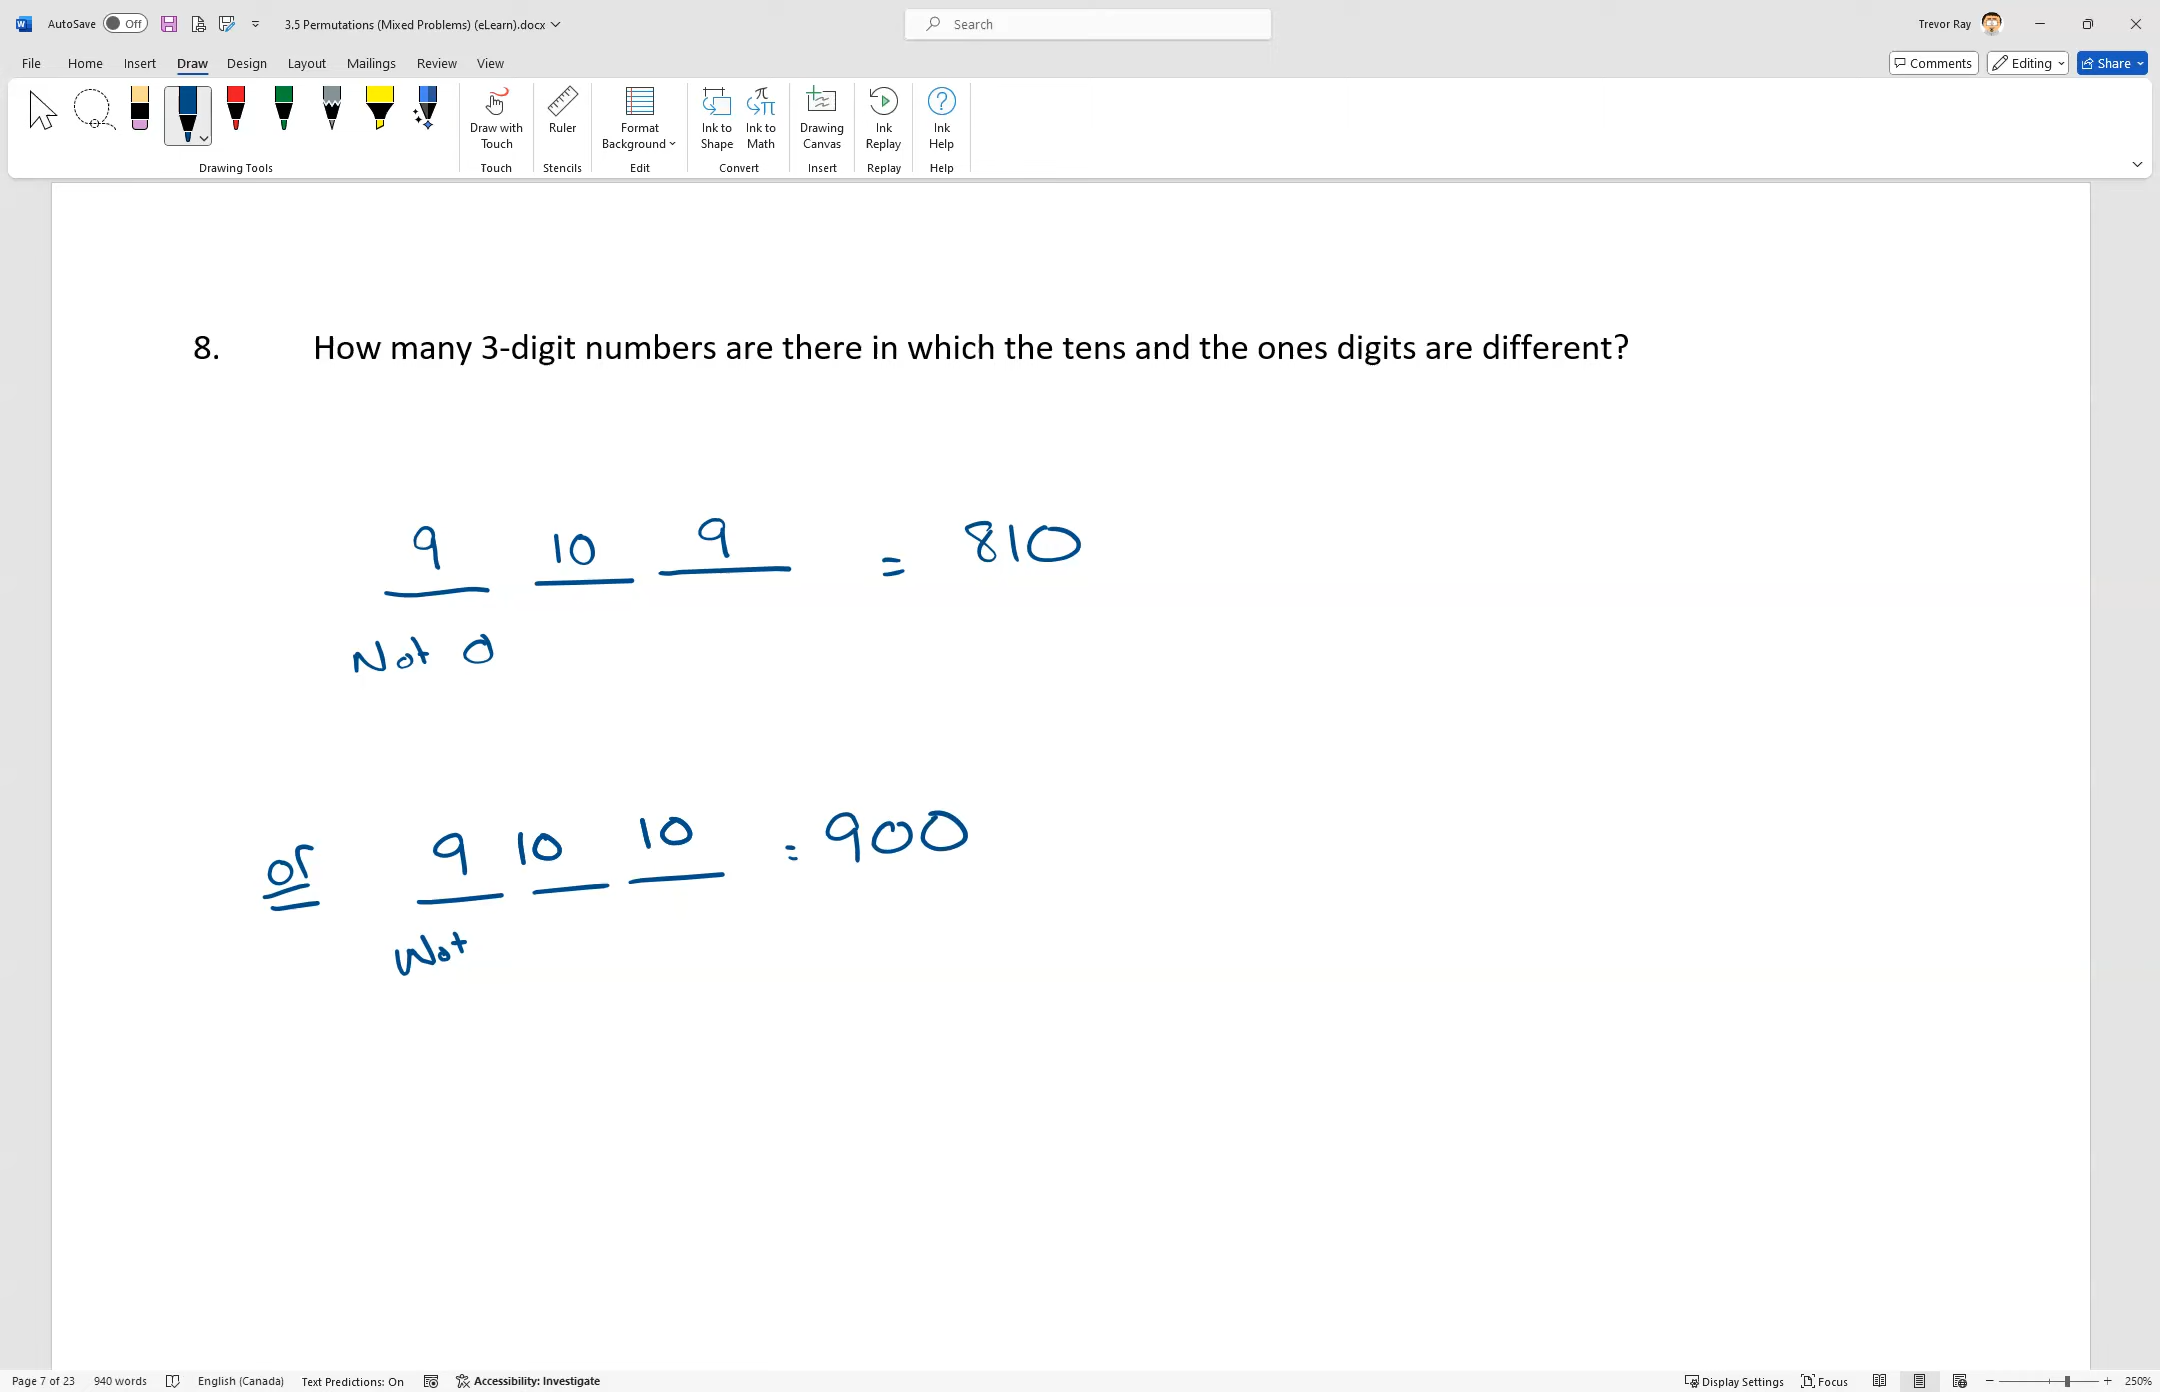 AutoSave Off 3.5 Permutations (Mixed Problems) (eLearn).docx Search Trevor Ray
File Home Insert Draw Design Layout Mailings Review View Comments Editing Share
Draw with Touch Ruler Format Background Ink to Shape Ink to Math Drawing Canvas Ink Replay Ink Help
Drawing Tools Touch Stencils Edit Convert Insert Replay Help
8. How many 3-digit numbers are there in which the tens and the ones digits are different?
9 10 9 = 810
Not 0
or 9 10 10 = 900
Not
Page 7 of 23 940 words English (Canada) Text Predictions: On Accessibility: Investigate Display Settings Focus 250%